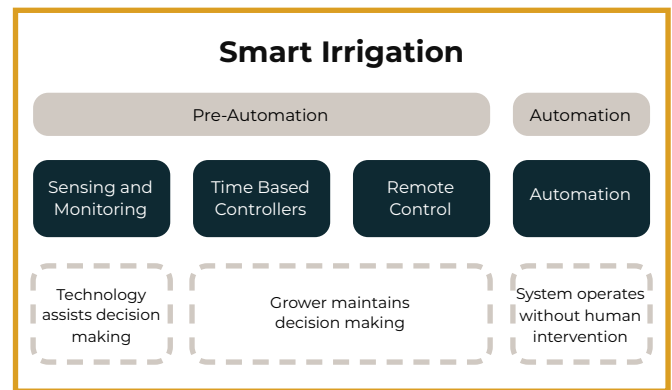 Smart Irrigation
Pre-Automation
Automation
Sensing and
Monitoring
Time Based
Controllers
Remote
Control
Automation
Technology
assists decision
making
Grower maintains
decision making
System operates
without human
intervention